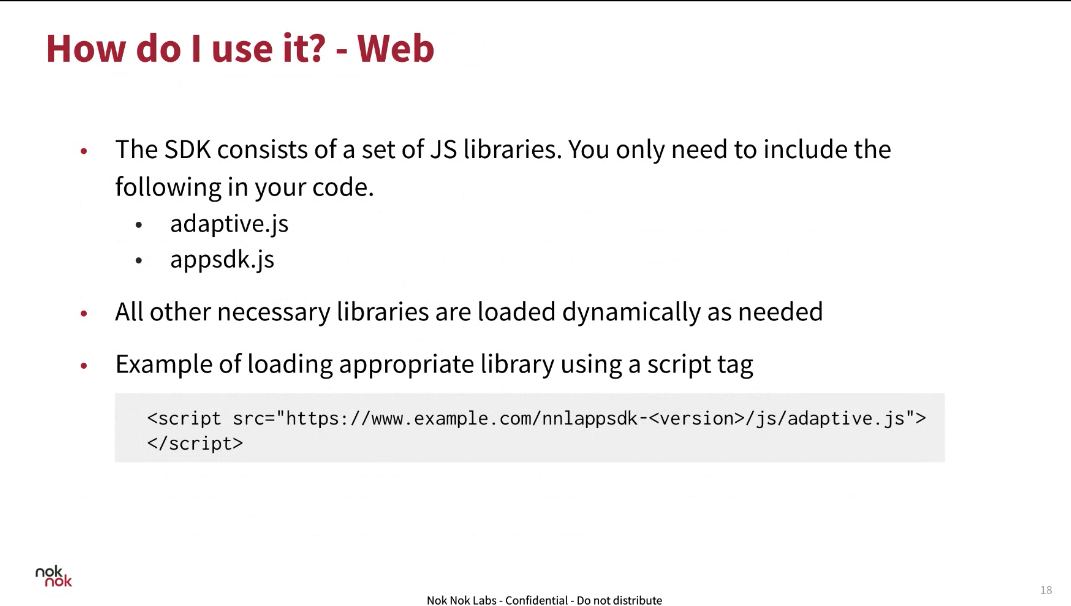 How do I use it? - Web
• The SDK consists of a set of JS libraries. You only need to include the
following in your code.
• adaptive.js
• appsdk.js
• All other necessary libraries are loaded dynamically as needed
• Example of loading appropriate library using a script tag
<script src="https://www.example.com/nnlappsdk-<version>/js/adaptive.js">
</script>
nok
nok
Nok Nok Labs - Confidential - Do not distribute
18